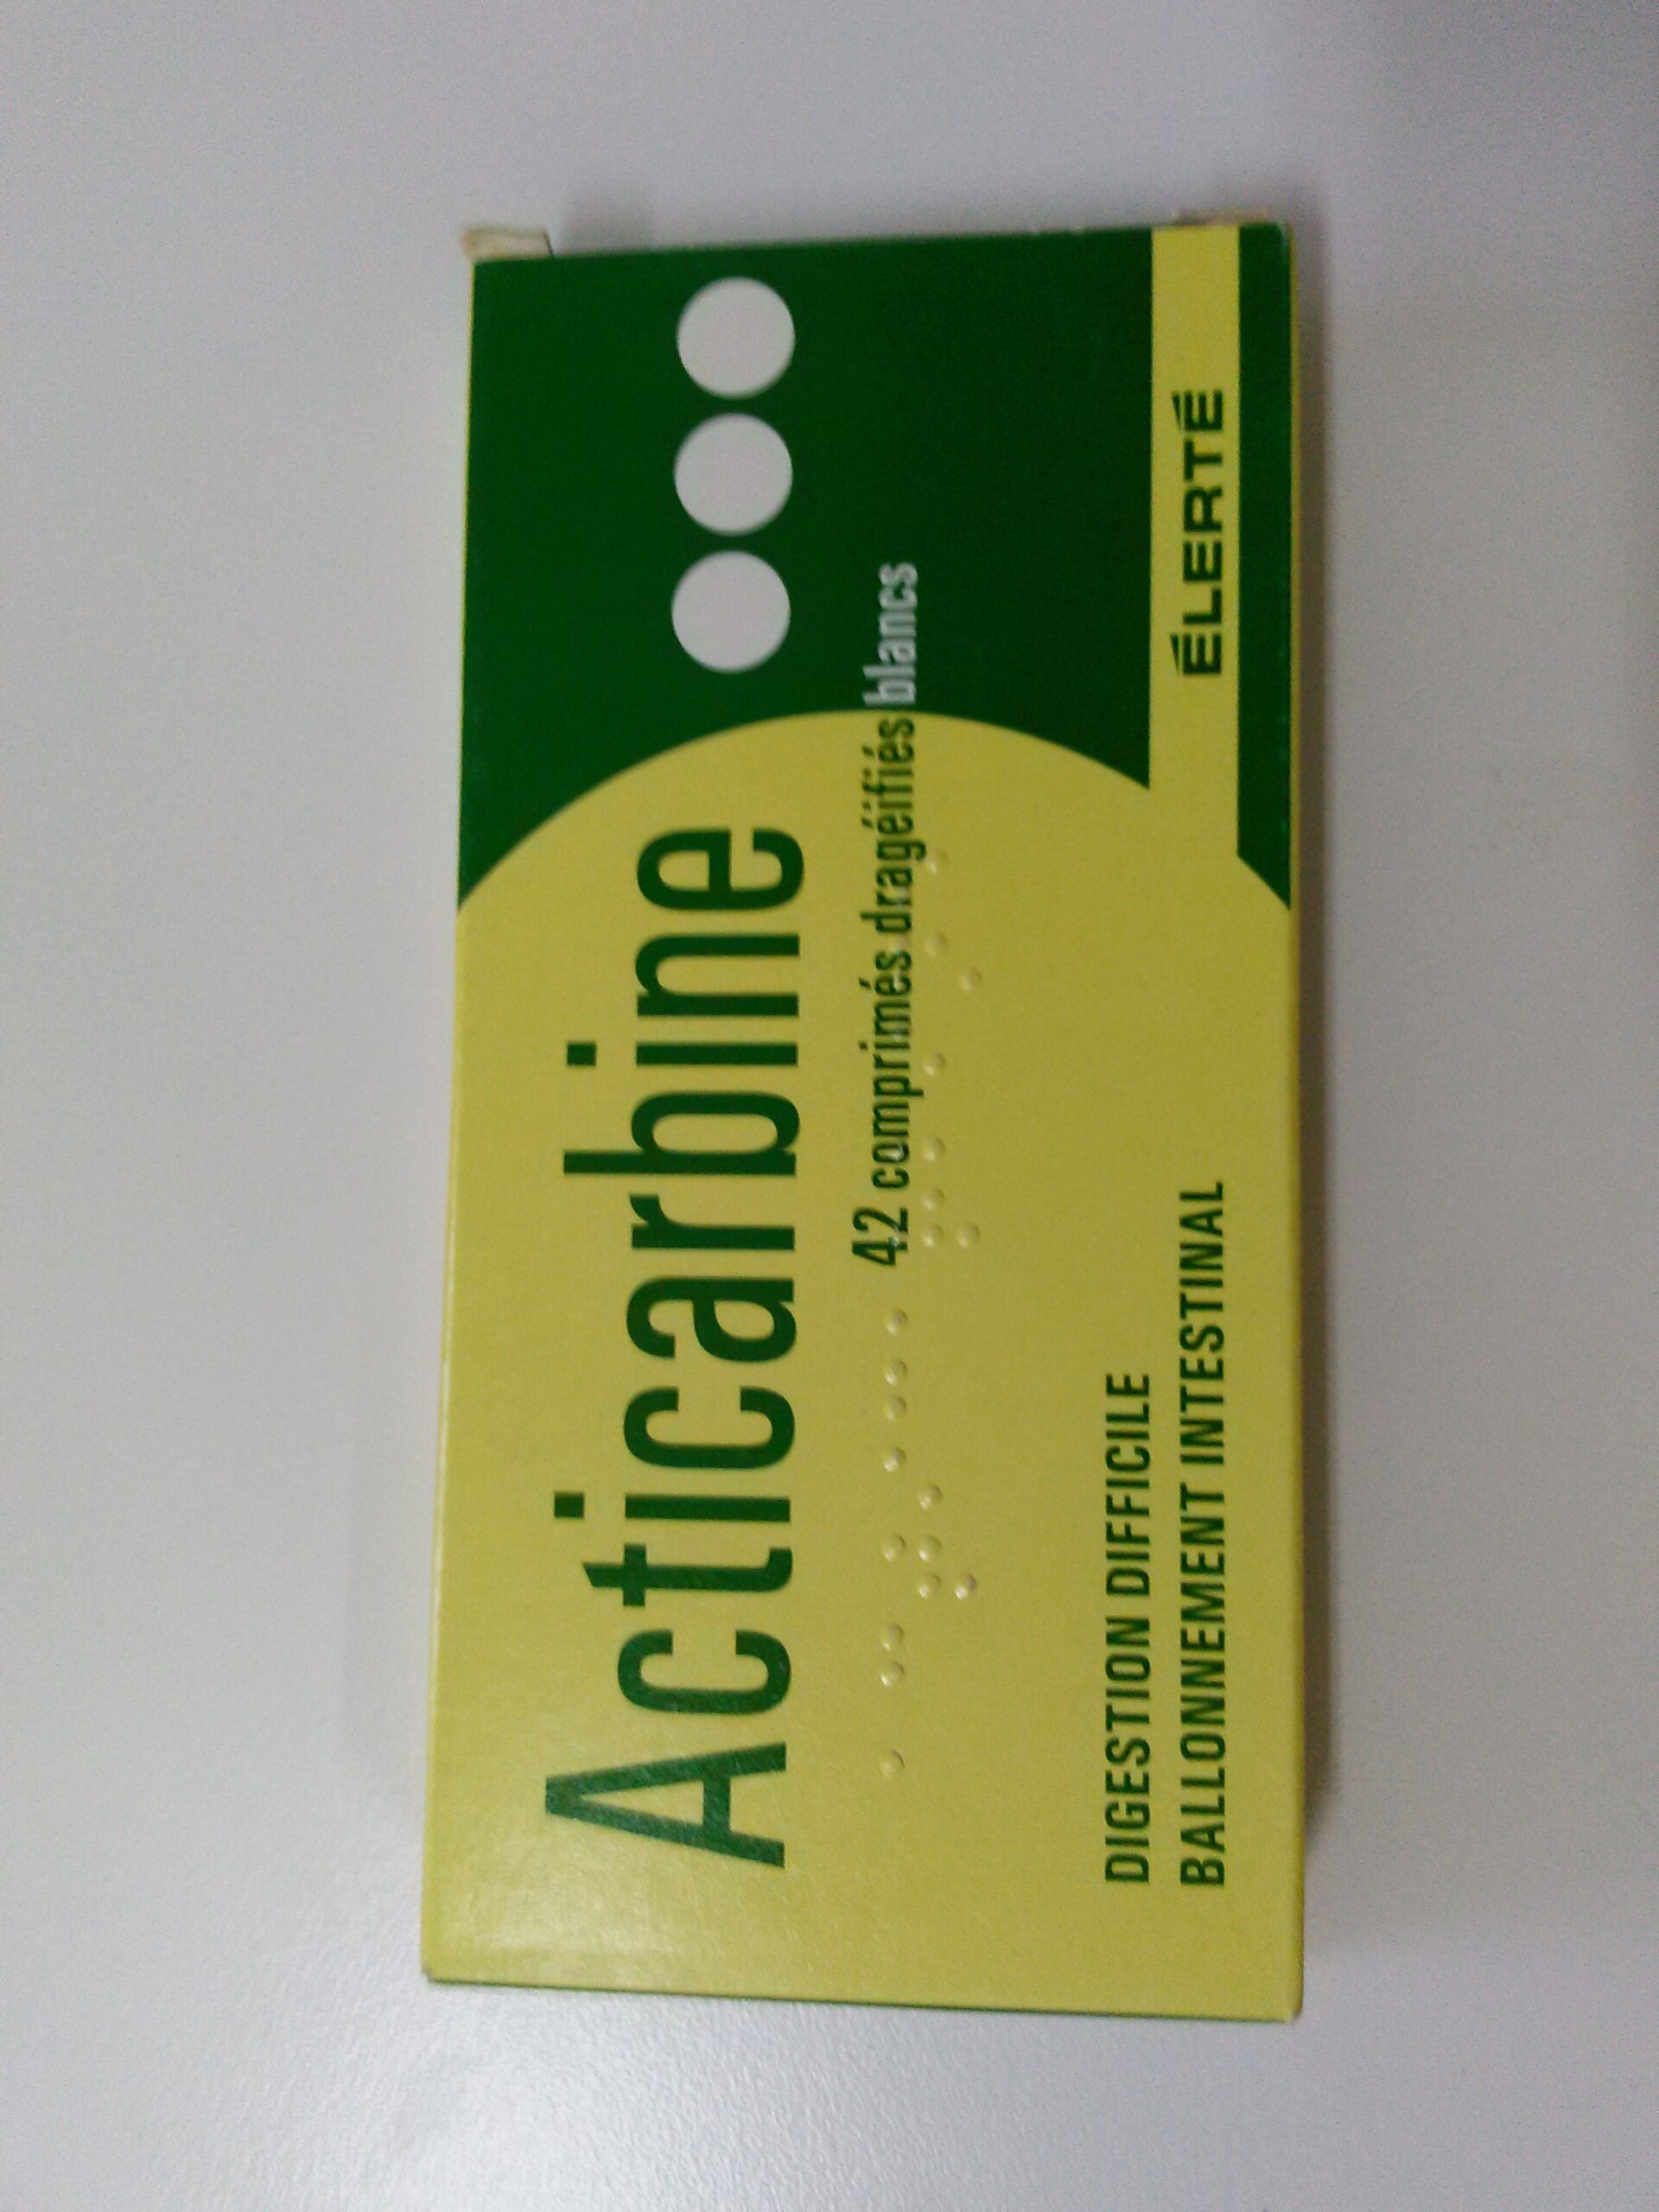 Acticarbine
42 comprimés dragéifiés blancs
DIGESTION DIFFICILE
BALLONNEMENT INTESTINAL
ÉLERTÉ